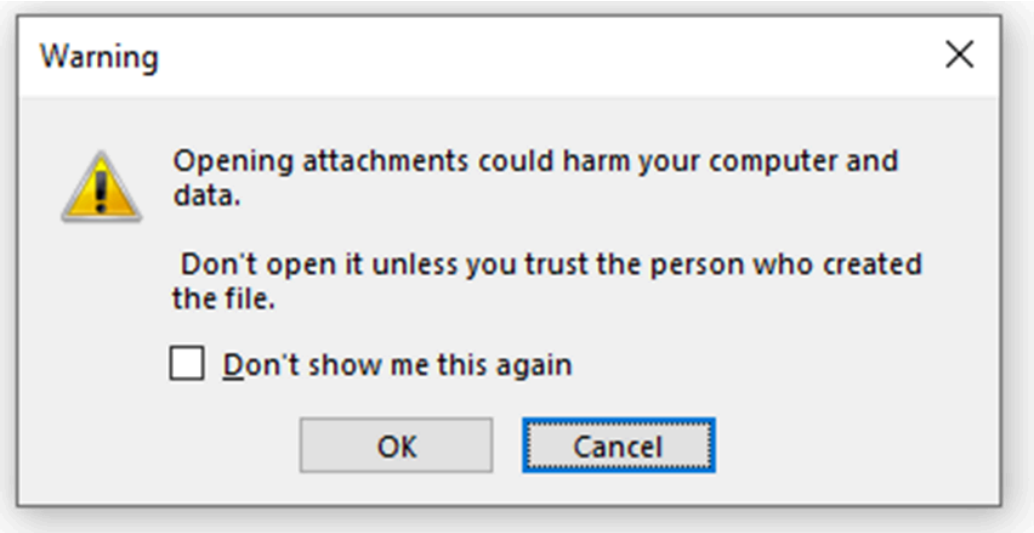 Warning
Opening attachments could harm your computer and
data.
Don't open it unless you trust the person who created
the file.
Don't show me this again
OK
Cancel